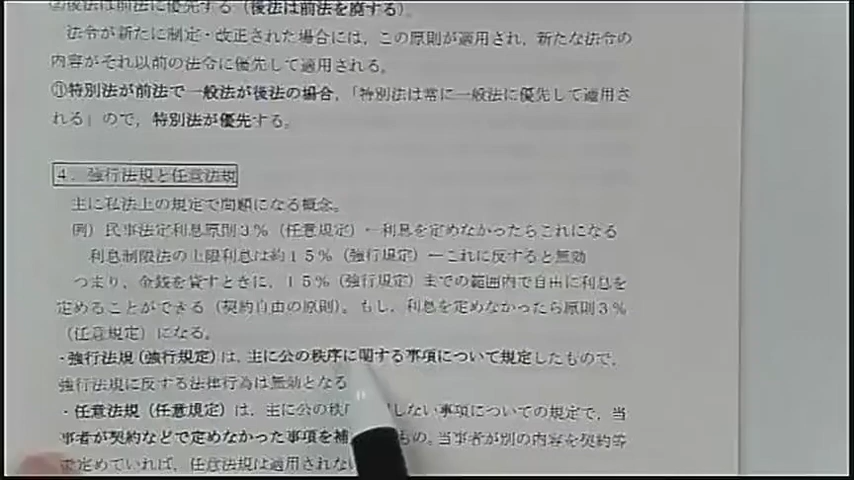 ②後法は前法に優先する（後法は前法を廃する）。
法令が新たに制定・改正された場合には、この原則が適用され、新たな法令の
内容がそれ以前の法令に優先して適用される。
①特別法が前法で一般法が後法の場合、「特別法は常に一般法に優先して適用さ
れる」ので、特別法が優先する。
４．強行法規と任意法規
主に私法上の規定で問題になる概念。
例）民事法定利息原則３％（任意規定）←利息を定めなかったらこれになる
利息制限法の上限利息は約１５％（強行規定）←これに反すると無効
つまり、金銭を貸すときに、１５％（強行規定）までの範囲内で自由に利息を
定めることができる（契約自由の原則）。もし、利息を定めなかったら原則３％
（任意規定）になる。
・強行法規（強行規定）は、主に公の秩序に関する事項について規定したもので、
強行法規に反する法律行為は無効となる
・任意法規（任意規定）は、主に公の秩 しない事項についての規定で、当
事者が契約などで定めなかった事項を補 もの。当事者が別の内容を契約等
で定めていれば、任意法規は適用されな